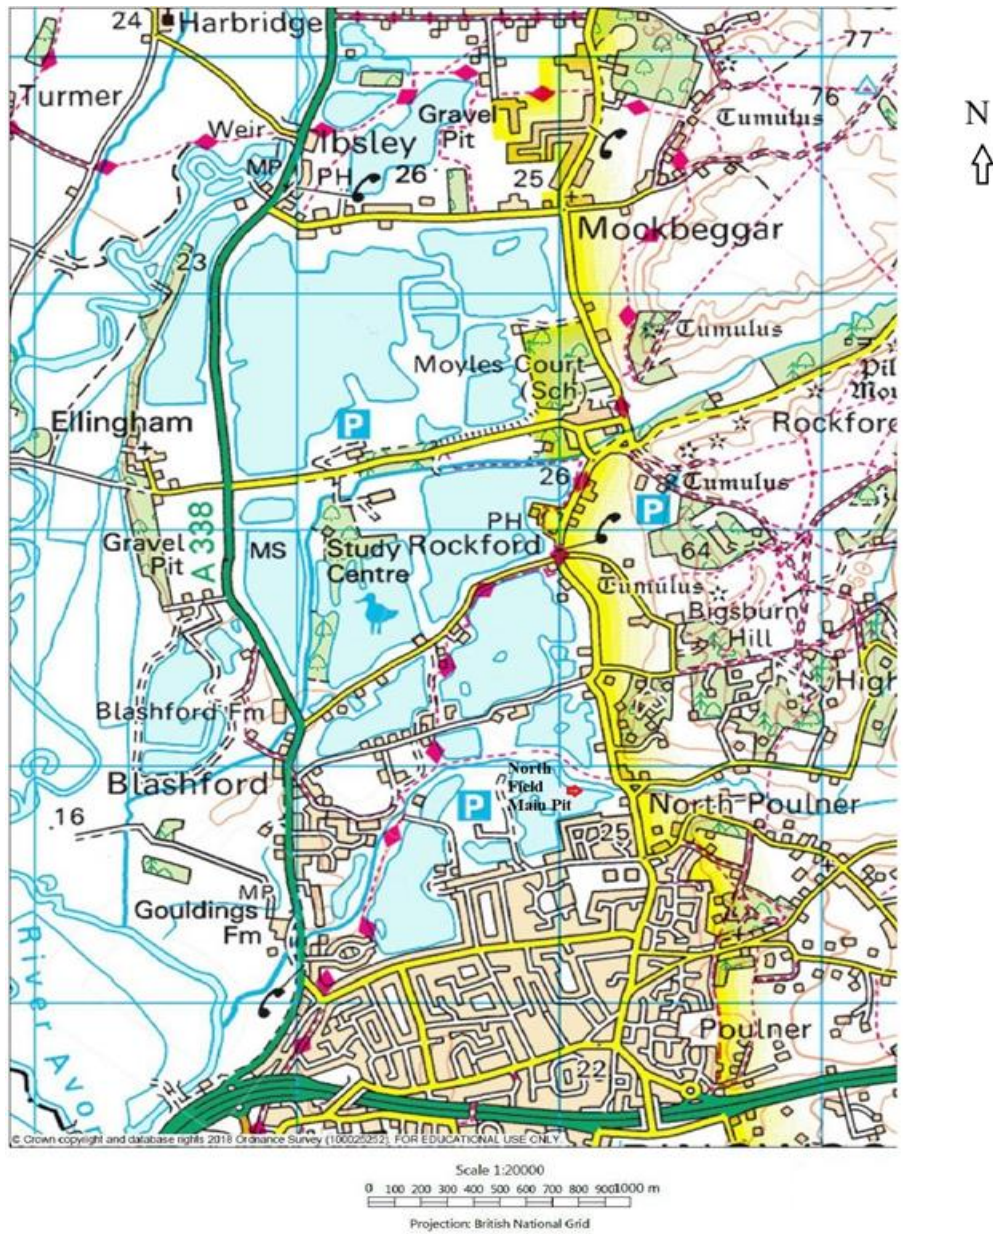 24
Harbridge
77
Turmer
76
Gravel
Pit
Tumulus
Weir
Ibsley
MP
PH
26
25
Mockbeggar
23
Tumulus
Moyles Court
(Sch)
Pil
Mou
Ellingham
P
Rockford
26
Tumulus
A 338
PH
P
Gravel
Pit
MS
Study
Centre
Rockford
64
Tumulus
Bigsburn
Hill
High
Blashford Fm
Blashford
North
Field
Main Pit
P
North Poulner
.16
25
MP
Gouldings
Fm
River Avo
Poulner
22
© Crown copyright and database rights 2018 Ordnance Survey (100025252). FOR EDUCATIONAL USE ONLY.
N
Scale 1:20000
0 100 200 300 400 500 600 700 800 900 1000 m
Projection: British National Grid